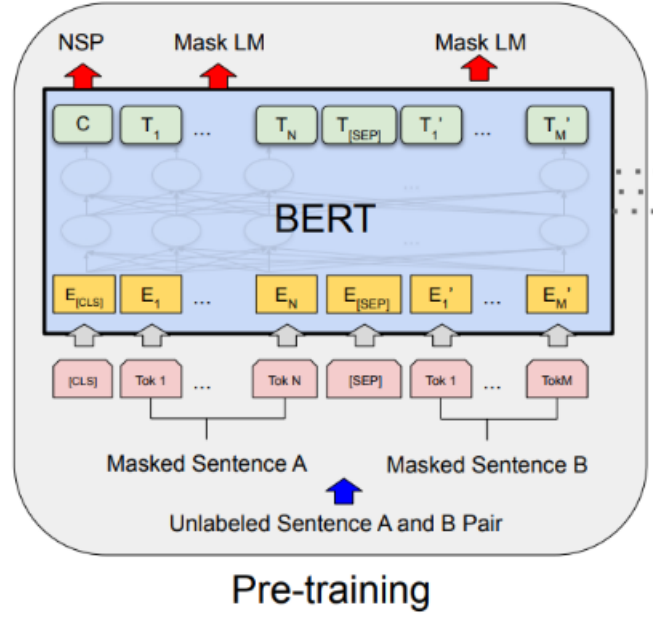 NSP Mask LM Mask LM
C T1 ... TN T[SEP] T1' ... TM'
...
BERT
...
E[CLS] E1 ... EN E[SEP] E1' ... EM'
[CLS] Tok 1 ... Tok N [SEP] Tok 1 ... TokM
Masked Sentence A Masked Sentence B
Unlabeled Sentence A and B Pair
Pre-training